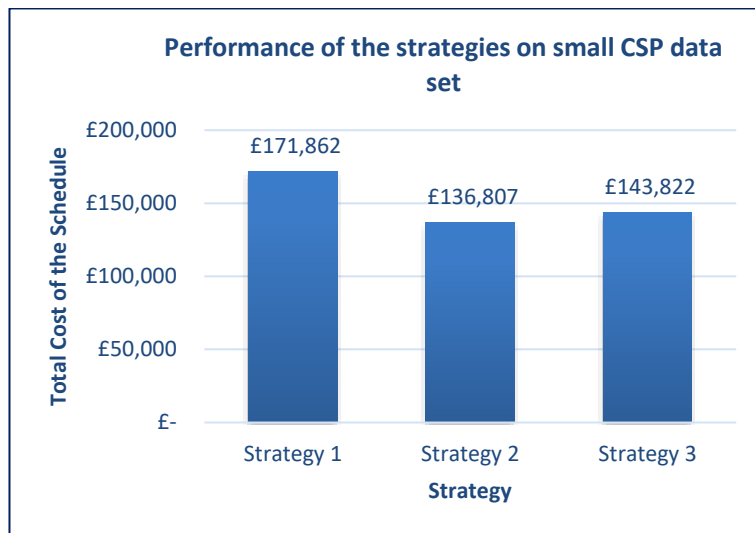 Performance of the strategies on small CSP data
set
Total Cost of the Schedule
£200,000
£150,000
£100,000
£50,000
£-
£171,862
£136,807
£143,822
Strategy 1
Strategy 2
Strategy 3
Strategy